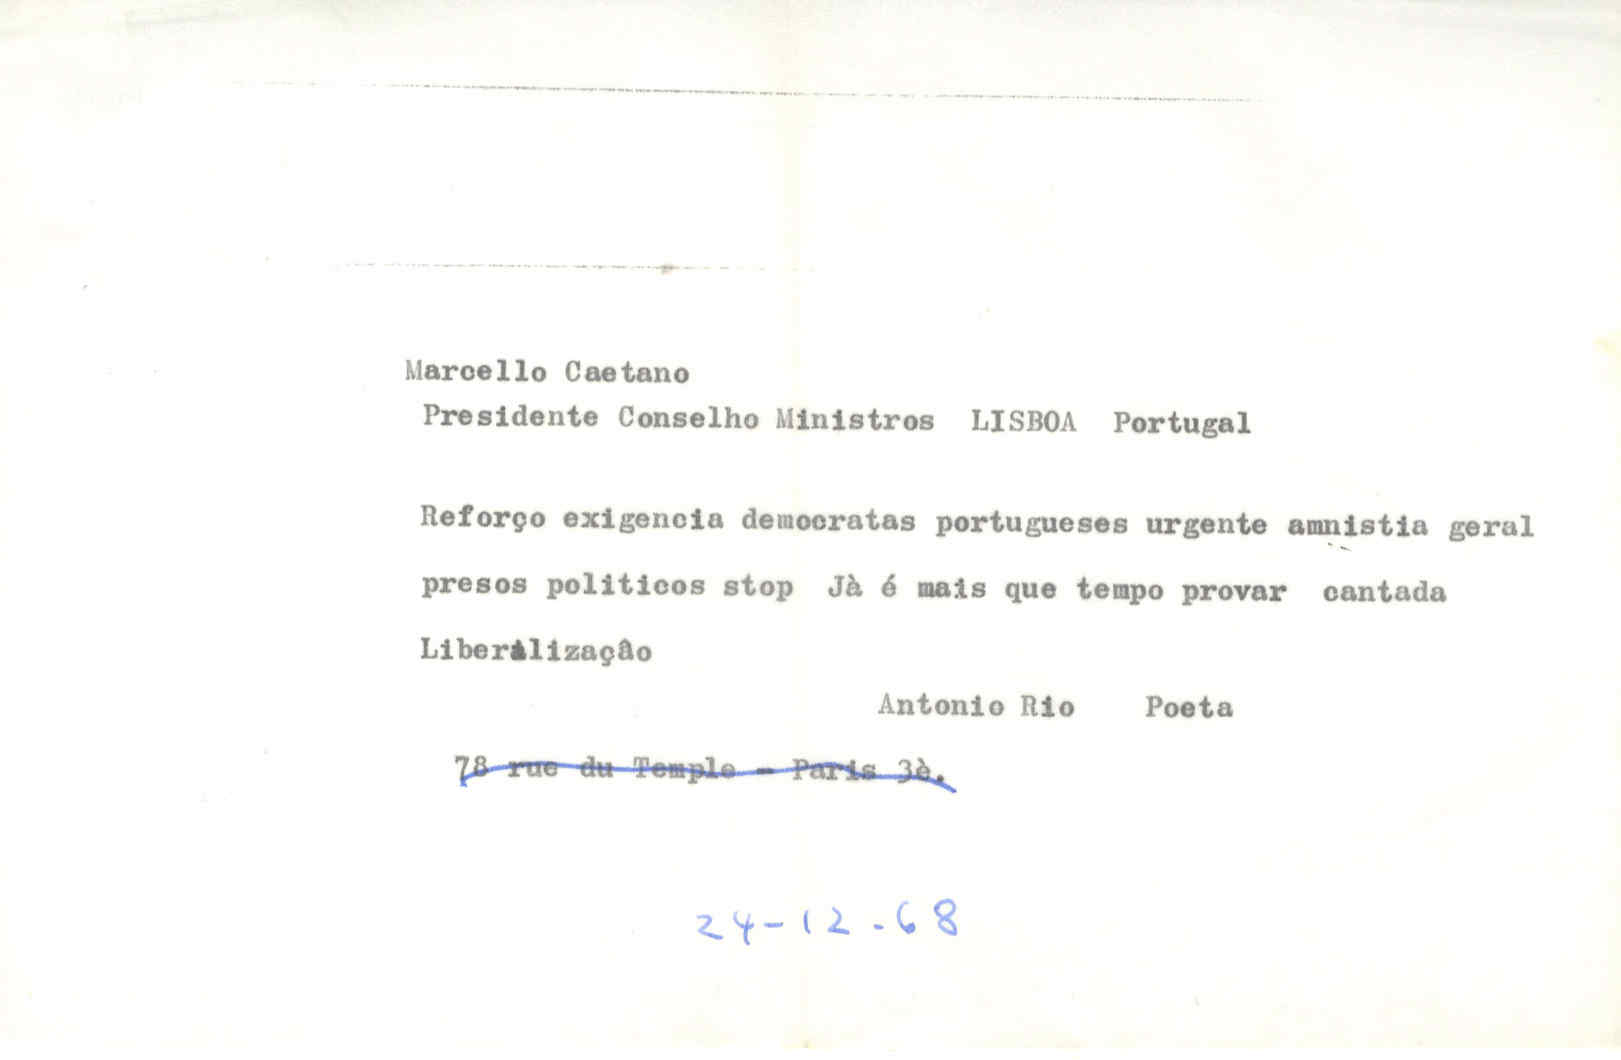 Marcello Caetano
Presidente Conselho Ministros LISBOA Portugal
Reforço exigencia democratas portugueses urgente amnistia geral
presos politicos stop Jà é mais que tempo provar cantada
Liberalizaçâo
Antonio Rio Poeta
78 rue du Temple - Paris 3è.
24-12-68